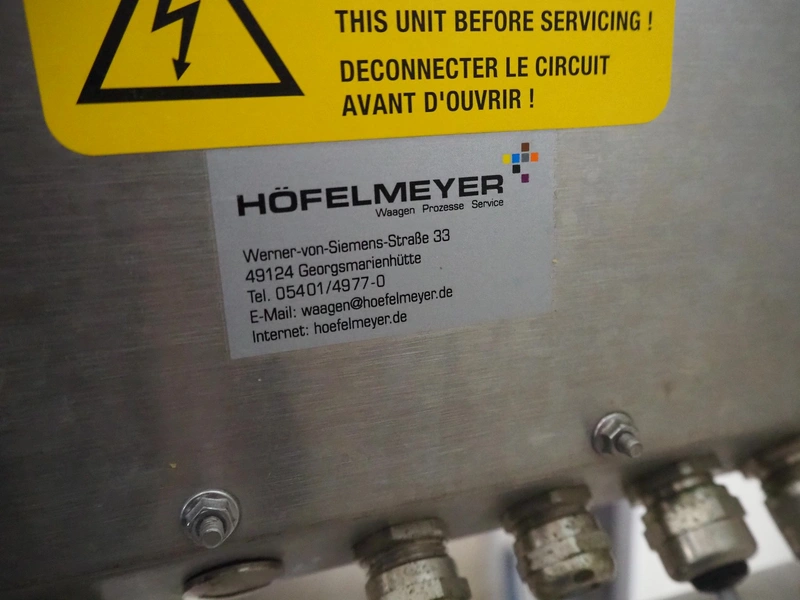 THIS UNIT BEFORE SERVICING !
DECONNECTER LE CIRCUIT
AVANT D'OUVRIR !
HÖFELMEYER
Waagen Prozesse Service
Werner-von-Siemens-Straße 33
49124 Georgsmarienhütte
Tel. 05401/4977-0
E-Mail: waagen@hoefelmeyer.de
Internet: hoefelmeyer.de